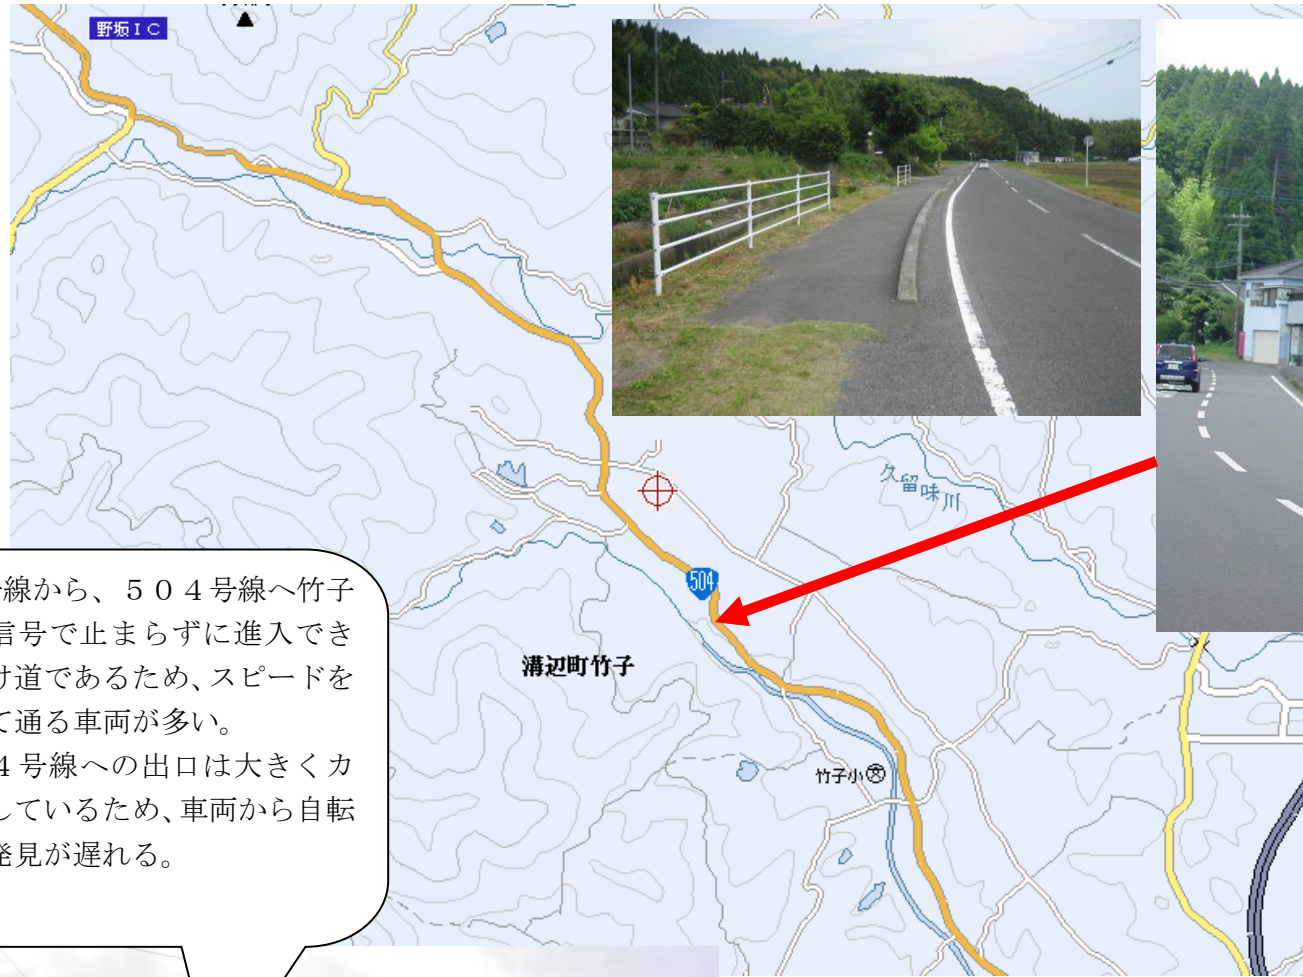 野坂ＩＣ
久留味川
504
溝辺町竹子
竹子小
号線から、５０４号線へ竹子
信号で止まらずに進入でき
け道であるため、スピードを
て通る車両が多い。
４号線への出口は大きくカ
しているため、車両から自転
発見が遅れる。